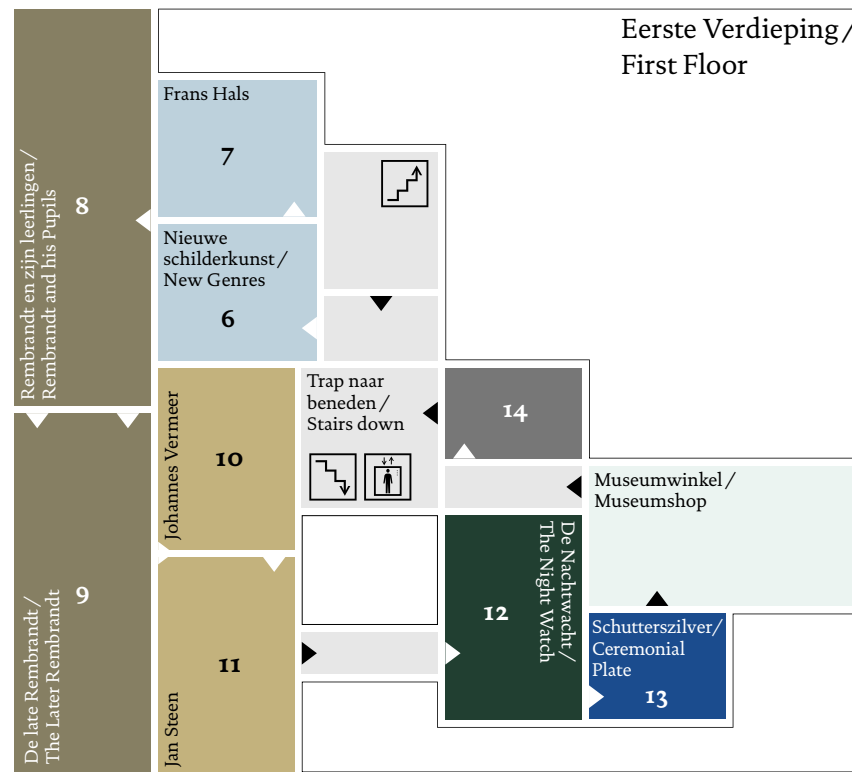 Eerste Verdieping /
First Floor
Frans Hals
7
Rembrandt en zijn leerlingen /
Rembrandt and his Pupils
8
Nieuwe
schilderkunst /
New Genres
6
Johannes Vermeer
10
Trap naar
beneden /
Stairs down
14
Museumwinkel /
Museumshop
De late Rembrandt /
The Later Rembrandt
9
Jan Steen
11
De Nachtwacht /
The Night Watch
12
Schutterszilver/
Ceremonial
Plate
13